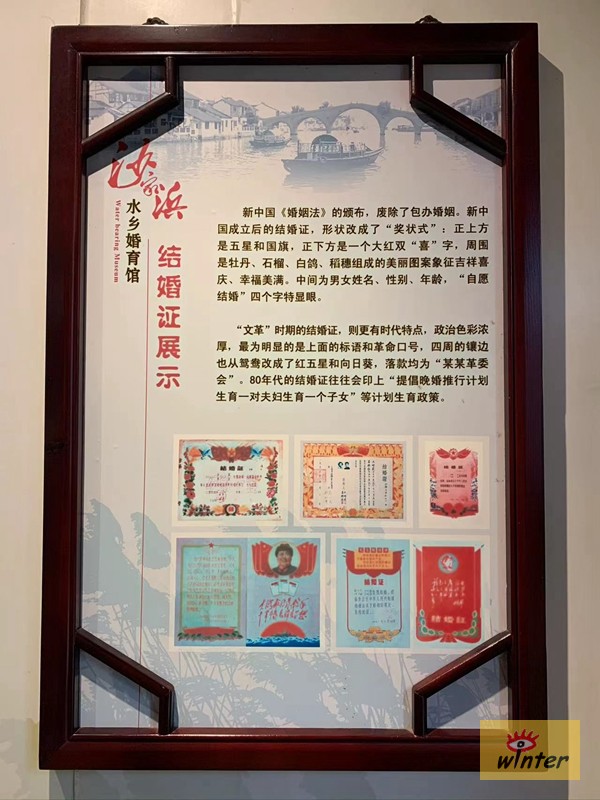 沙家浜
水乡婚育馆
Water bearing Museum
结婚证展示
新中国《婚姻法》的颁布，废除了包办婚姻。新中
国成立后的结婚证，形状改成了“奖状式”：正上方
是五星和国旗，正下方是一个大红双“喜”字，周围
是牡丹、石榴、白鸽、稻穗组成的美丽图案象征吉祥喜
庆、幸福美满。中间为男女姓名、性别、年龄，“自愿
结婚”四个字特显眼。
“文革”时期的结婚证，则更有时代特点，政治色彩浓
厚，最为明显的是上面的标语和革命口号，四周的镶边
也从鸳鸯改成了红五星和向日葵，落款均为“某某革委
会”。80年代的结婚证往往会印上“提倡晚婚推行计划
生育一对夫妇生育一个子女”等计划生育政策。
结婚证
结婚证
结婚证
结婚证
结婚证
winter